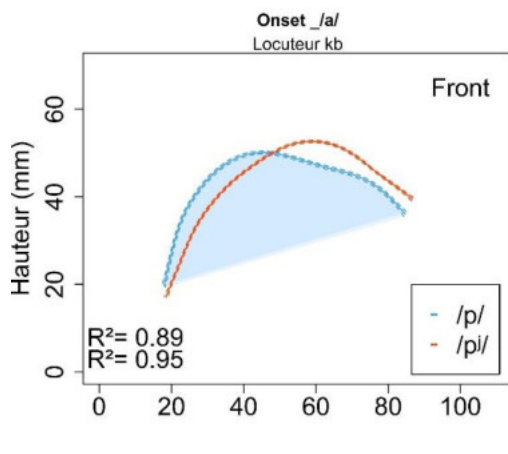 Onset _/a/
Locuteur kb
Front
Hauteur (mm)
60
40
20
0
R²= 0.89
R²= 0.95
/p/
/pʲ/
0 20 40 60 80 100